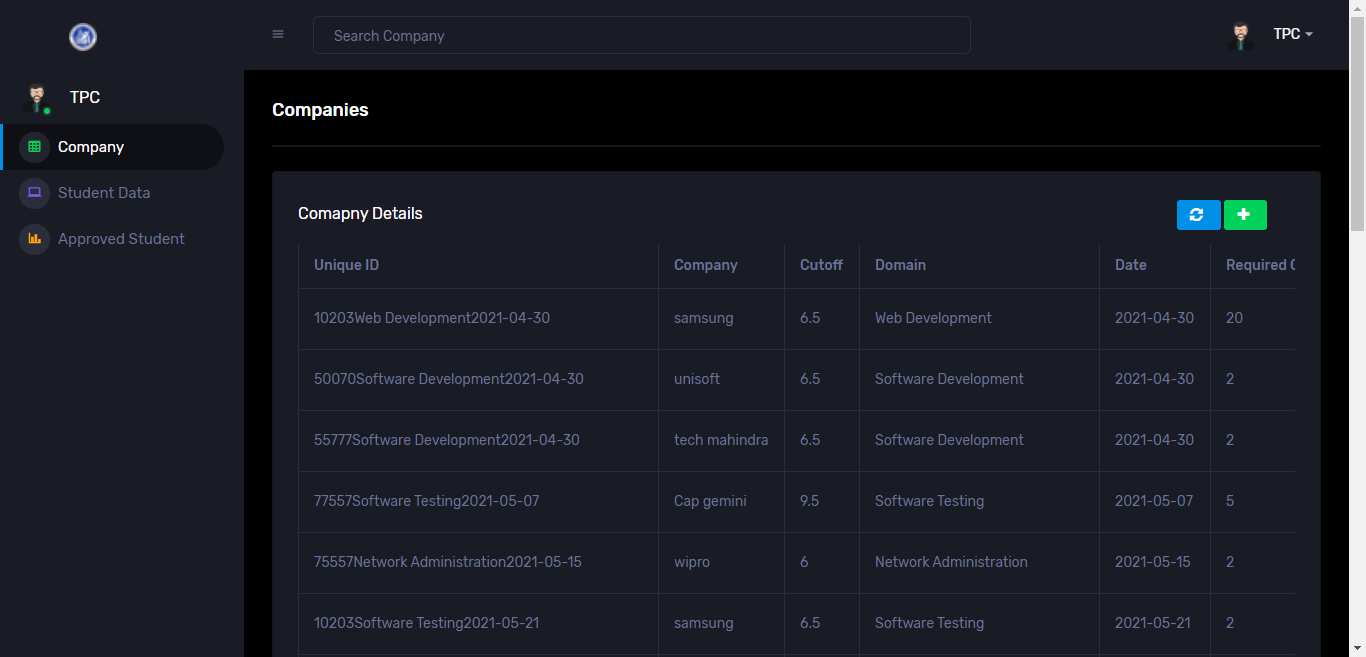 Search Company
TPC
TPC
Company
Student Data
Approved Student
Companies
Comapny Details
Unique ID Company Cutoff Domain Date Required
10203Web Development2021-04-30 samsung 6.5 Web Development 2021-04-30 20
50070Software Development2021-04-30 unisoft 6.5 Software Development 2021-04-30 2
55777Software Development2021-04-30 tech mahindra 6.5 Software Development 2021-04-30 2
77557Software Testing2021-05-07 Cap gemini 9.5 Software Testing 2021-05-07 5
75557Network Administration2021-05-15 wipro 6 Network Administration 2021-05-15 2
10203Software Testing2021-05-21 samsung 6.5 Software Testing 2021-05-21 2